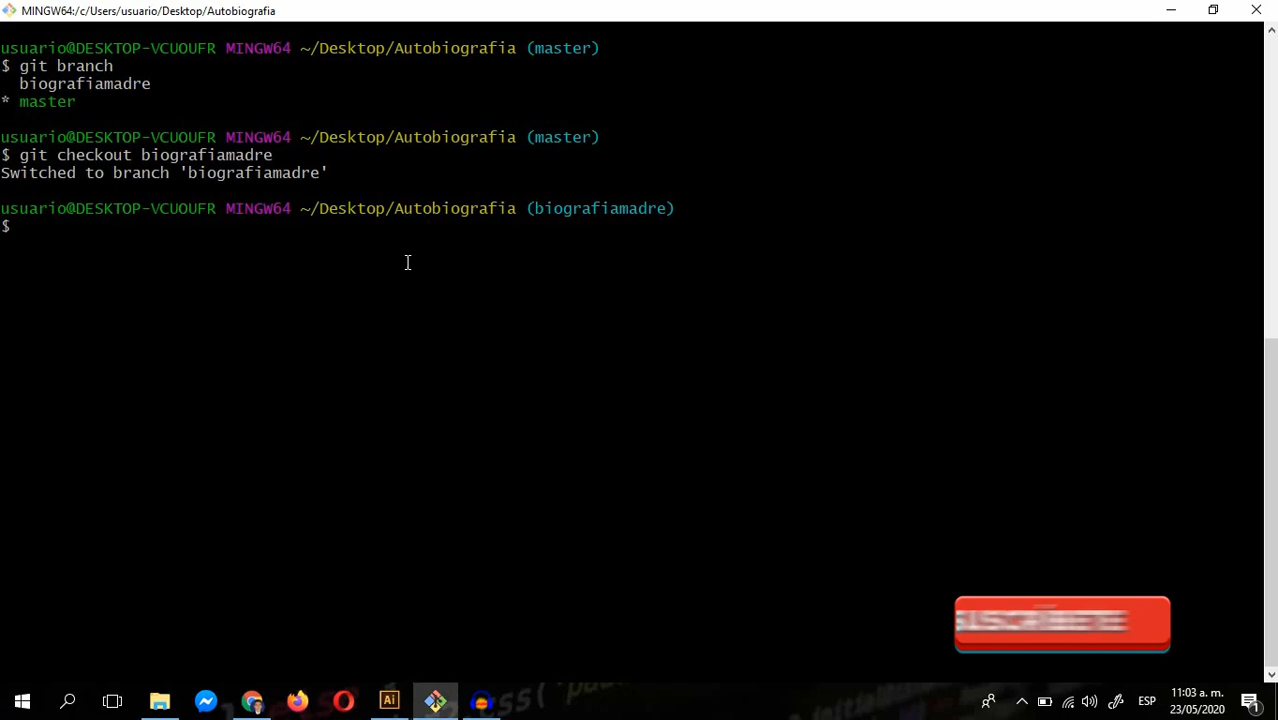 MINGW64:/c/Users/usuario/Desktop/Autobiografia
usuario@DESKTOP-VCUOUFR MINGW64 ~/Desktop/Autobiografia (master)
$ git branch
biografiamadre
* master
usuario@DESKTOP-VCUOUFR MINGW64 ~/Desktop/Autobiografia (master)
$ git checkout biografiamadre
Switched to branch 'biografiamadre'
usuario@DESKTOP-VCUOUFR MINGW64 ~/Desktop/Autobiografia (biografiamadre)
$
Ai
ESP
11:03 a. m.
23/05/2020
1